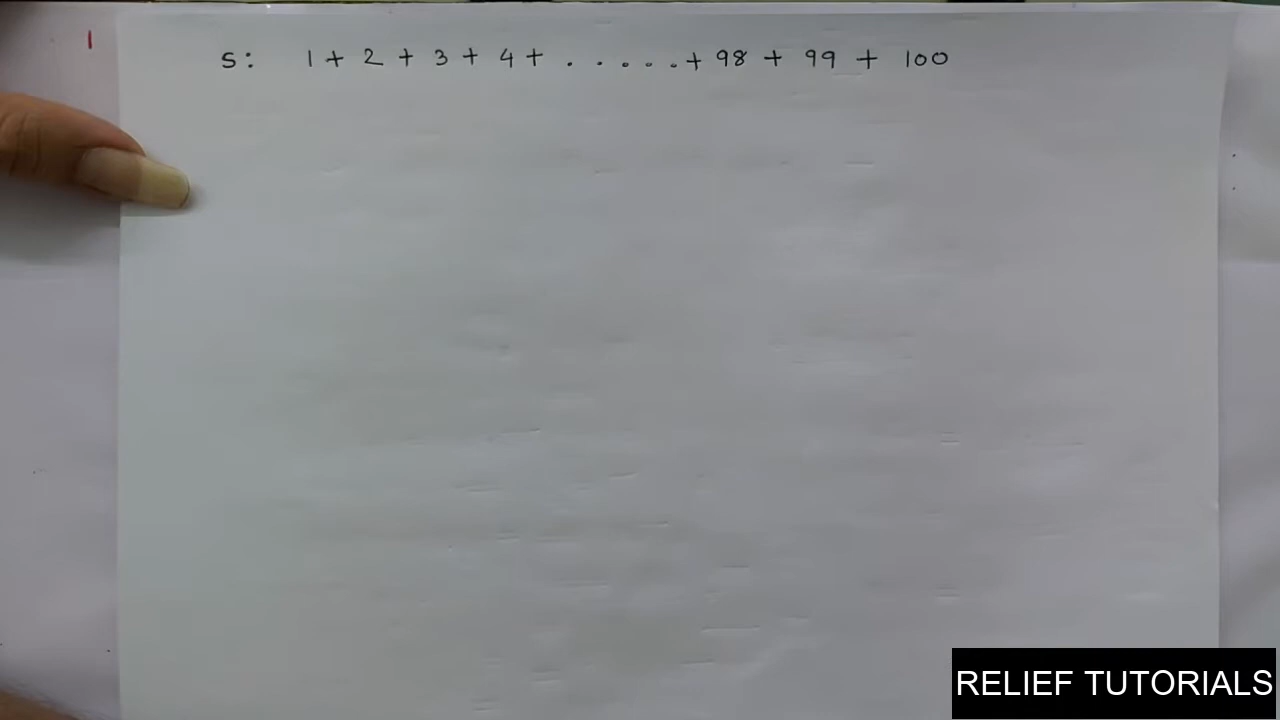 1
S: 1 + 2 + 3 + 4 + . . . . . + 98 + 99 + 100
RELIEF TUTORIALS